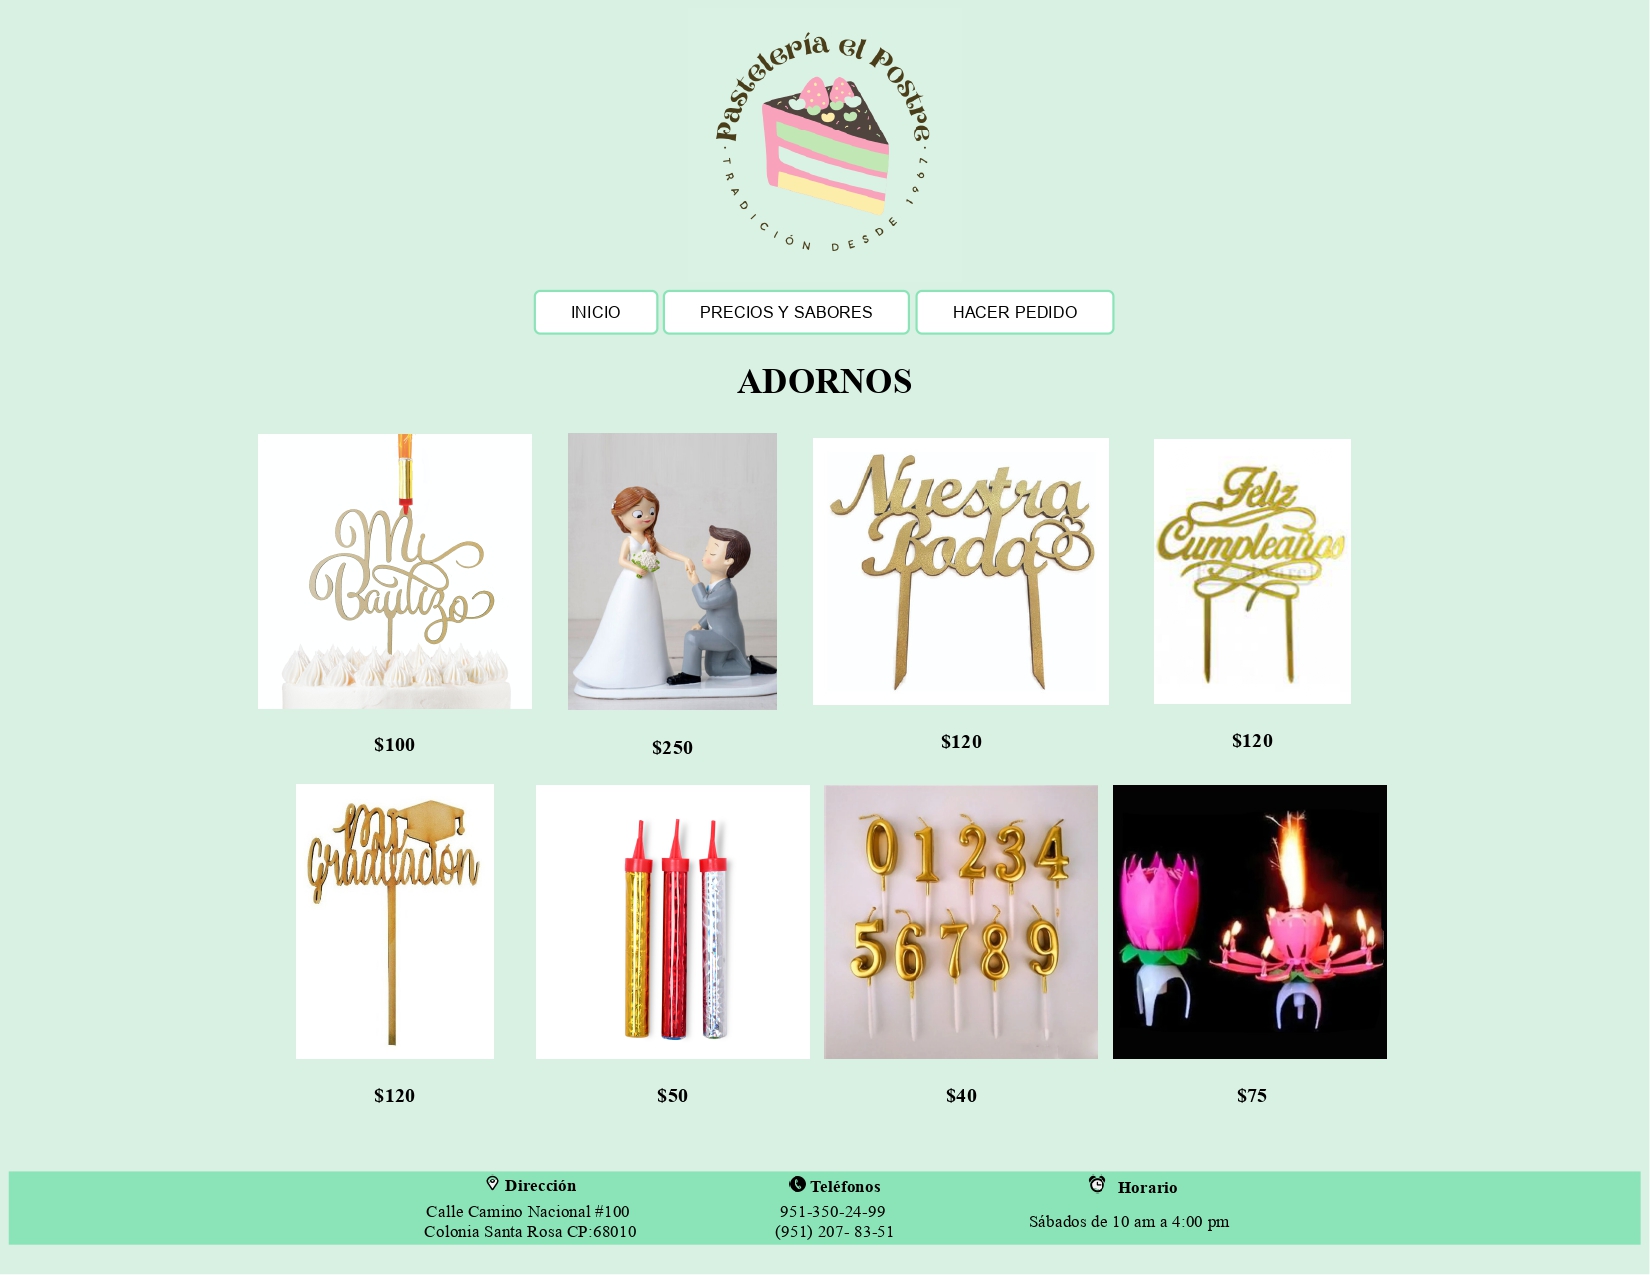 Pastelería el Postre
· TRADICIÓN DESDE 1967 ·
INICIO
PRECIOS Y SABORES
HACER PEDIDO
ADORNOS
Mi
Bautizo
Nuestra
Boda
Feliz
Cumpleaños
$100
$250
$120
$120
Mi
Graduación
0 1 2 3 4
5 6 7 8 9
$120
$50
$40
$75
Dirección
Calle Camino Nacional #100
Colonia Santa Rosa CP:68010
Teléfonos
951-350-24-99
(951) 207- 83-51
Horario
Sábados de 10 am a 4:00 pm